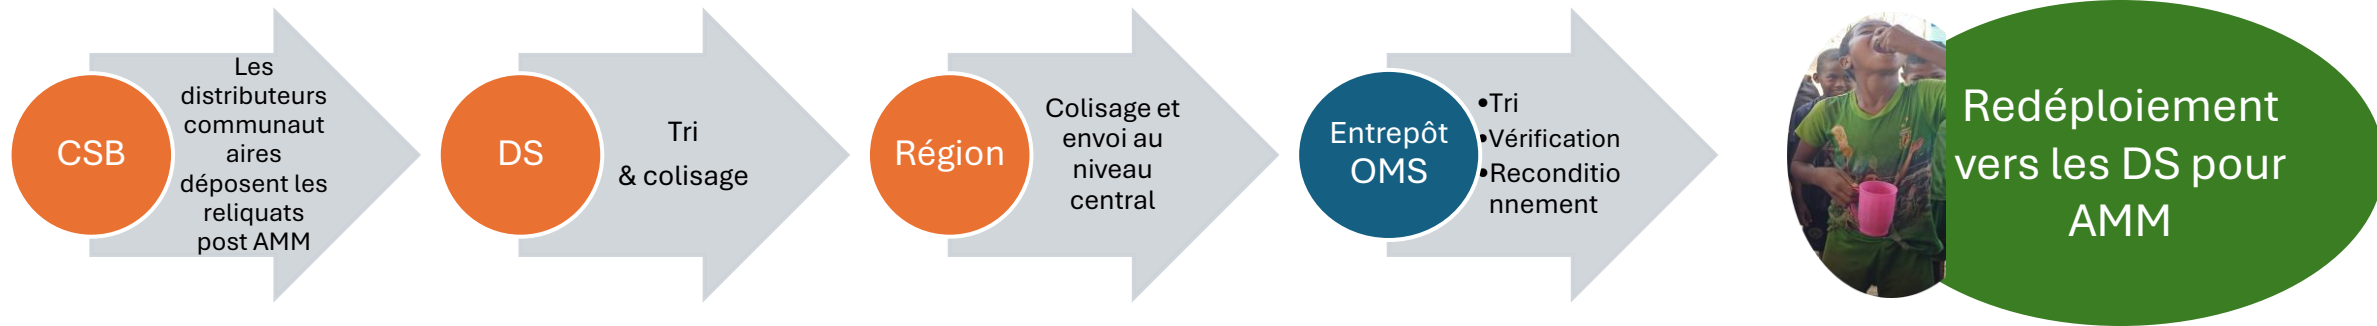 CSB
Les
distributeurs
communaut
aires
déposent les
reliquats
post AMM
DS
Tri
& colisage
Région
Colisage et
envoi au
niveau
central
Entrepôt
OMS
•Tri
•Vérification
•Reconditio
nnement
Redéploiement
vers les DS pour
AMM